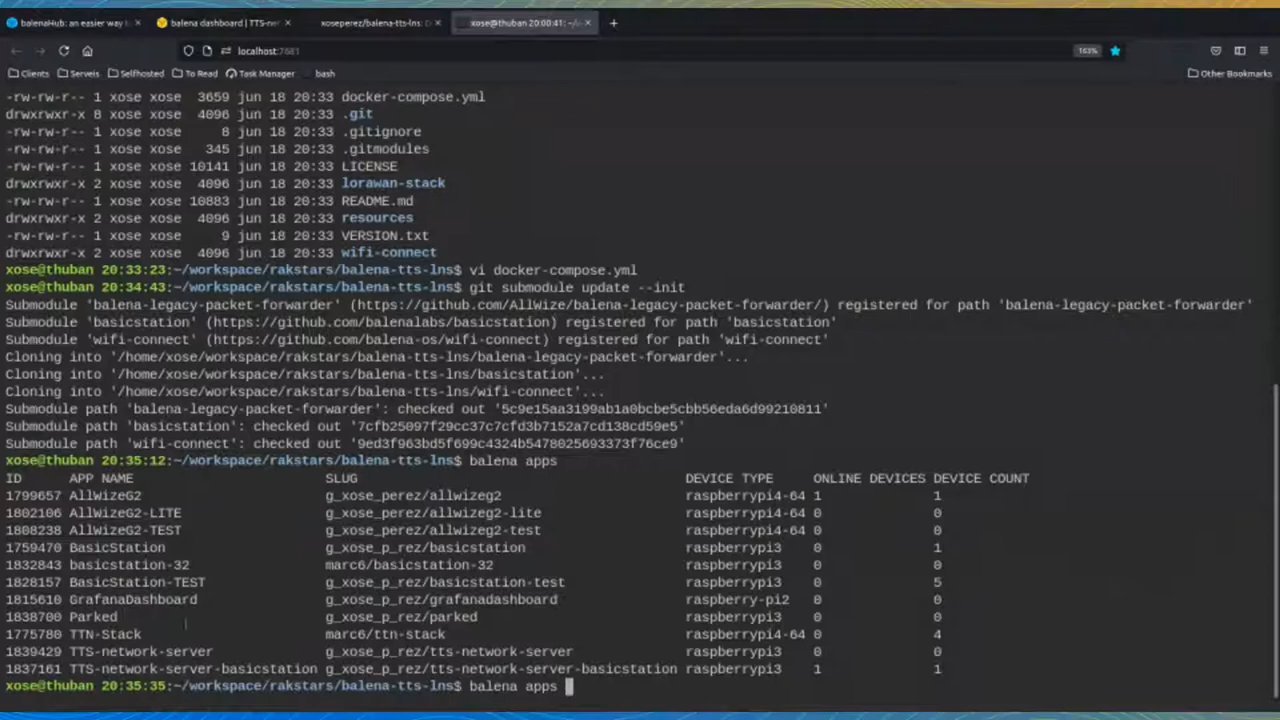 balenaHub: an easier way t
balena dashboard | TTS-net
xoseperez/balena-tts-lns: D
xose@thuban 20:00:41: ~/
localhost:7681
163%
Clients
Serveis
Selfhosted
To Read
Task Manager
bash
Other Bookmarks
-rw-rw-r-- 1 xose xose  3659 jun 18 20:33 docker-compose.yml
drwxrwxr-x 8 xose xose  4096 jun 18 20:33 .git
-rw-rw-r-- 1 xose xose     8 jun 18 20:33 .gitignore
-rw-rw-r-- 1 xose xose   345 jun 18 20:33 .gitmodules
-rw-rw-r-- 1 xose xose 10141 jun 18 20:33 LICENSE
drwxrwxr-x 2 xose xose  4096 jun 18 20:33 lorawan-stack
-rw-rw-r-- 1 xose xose 10883 jun 18 20:33 README.md
drwxrwxr-x 2 xose xose  4096 jun 18 20:33 resources
-rw-rw-r-- 1 xose xose     9 jun 18 20:33 VERSION.txt
drwxrwxr-x 2 xose xose  4096 jun 18 20:33 wifi-connect
xose@thuban 20:33:23:~/workspace/rakstars/balena-tts-lns$ vi docker-compose.yml
xose@thuban 20:34:43:~/workspace/rakstars/balena-tts-lns$ git submodule update --init
Submodule 'balena-legacy-packet-forwarder' (https://github.com/AllWize/balena-legacy-packet-forwarder/) registered for path 'balena-legacy-packet-forwarder'
Submodule 'basicstation' (https://github.com/balenalabs/basicstation) registered for path 'basicstation'
Submodule 'wifi-connect' (https://github.com/balena-os/wifi-connect) registered for path 'wifi-connect'
Cloning into '/home/xose/workspace/rakstars/balena-tts-lns/balena-legacy-packet-forwarder'...
Cloning into '/home/xose/workspace/rakstars/balena-tts-lns/basicstation'...
Cloning into '/home/xose/workspace/rakstars/balena-tts-lns/wifi-connect'...
Submodule path 'balena-legacy-packet-forwarder': checked out '5c9e15aa3199ab1a0bcbe5cbb56eda6d99210811'
Submodule path 'basicstation': checked out '7cfb25097f29cc37c7cfd3b7152a7cd138cd59e5'
Submodule path 'wifi-connect': checked out '9ed3f963bd5f699c4324b5478025693373f76ce9'
xose@thuban 20:35:12:~/workspace/rakstars/balena-tts-lns$ balena apps
ID      APP NAME                        SLUG                                         DEVICE TYPE     ONLINE DEVICES DEVICE COUNT
1799657 AllWizeG2                       g_xose_perez/allwizeg2                       raspberrypi4-64 1              1
1802106 AllWizeG2-LITE                  g_xose_perez/allwizeg2-lite                  raspberrypi4-64 0              0
1808238 AllWizeG2-TEST                  g_xose_perez/allwizeg2-test                  raspberrypi4-64 0              0
1759470 BasicStation                    g_xose_p_rez/basicstation                    raspberrypi3    0              1
1832843 basicstation-32                 marc6/basicstation-32                        raspberrypi3    0              0
1828157 BasicStation-TEST               g_xose_p_rez/basicstation-test               raspberrypi3    0              5
1815610 GrafanaDashboard                g_xose_p_rez/grafanadashboard                raspberry-pi2   0              0
1838700 Parked                          g_xose_p_rez/parked                          raspberrypi3    0              0
1775780 TTN-Stack                       marc6/ttn-stack                              raspberrypi4-64 0              4
1839429 TTS-network-server              g_xose_p_rez/tts-network-server              raspberrypi3    0              0
1837161 TTS-network-server-basicstation g_xose_p_rez/tts-network-server-basicstation raspberrypi3    1              1
xose@thuban 20:35:35:~/workspace/rakstars/balena-tts-lns$ balena apps